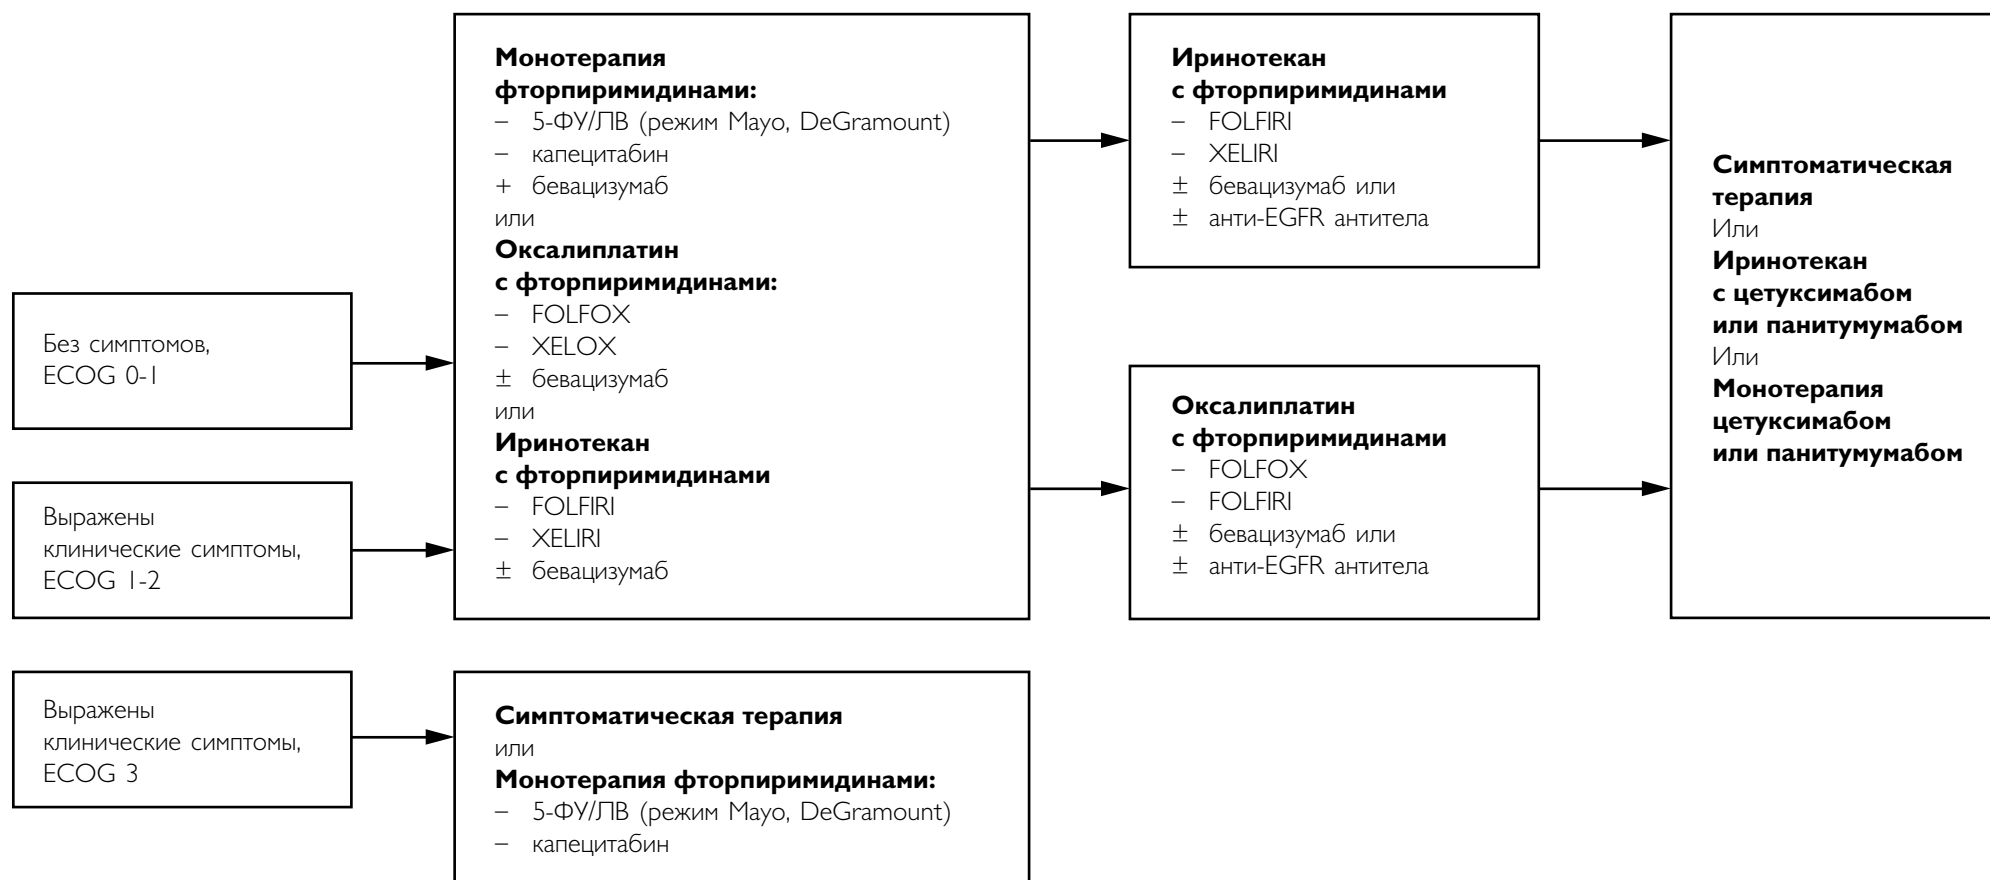 Без симптомов,
ECOG 0-1
Выражены
клинические симптомы,
ECOG 1-2
Выражены
клинические симптомы,
ECOG 3
Монотерапия
фторпиримидинами:
– 5-ФУ/ЛВ (режим Mayo, DeGramount)
– капецитабин
+ бевацизумаб
или
Оксалиплатин
с фторпиримидинами:
– FOLFOX
– XELOX
± бевацизумаб
или
Иринотекан
с фторпиримидинами
– FOLFIRI
– XELIRI
± бевацизумаб
Симптоматическая терапия
или
Монотерапия фторпиримидинами:
– 5-ФУ/ЛВ (режим Mayo, DeGramount)
– капецитабин
Иринотекан
с фторпиримидинами
– FOLFIRI
– XELIRI
± бевацизумаб или
± анти-EGFR антитела
Оксалиплатин
с фторпиримидинами
– FOLFOX
– FOLFIRI
± бевацизумаб или
± анти-EGFR антитела
Симптоматическая
терапия
Или
Иринотекан
с цетуксимабом
или панитумумабом
Или
Монотерапия
цетуксимабом
или панитумумабом